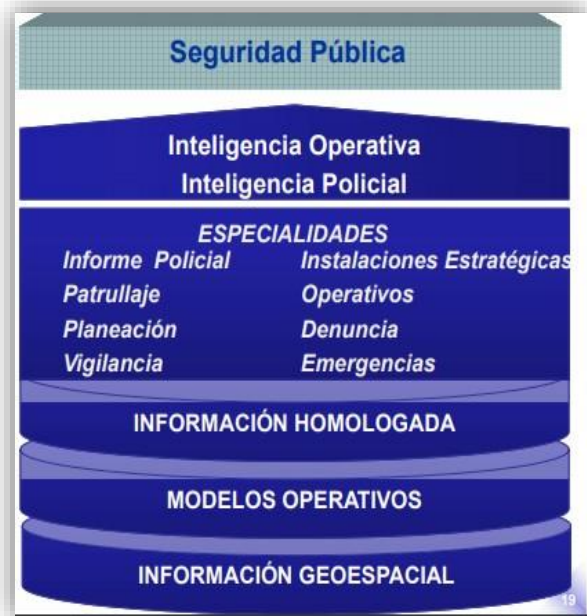 Seguridad Pública
Inteligencia Operativa
Inteligencia Policial
ESPECIALIDADES
Informe Policial Instalaciones Estratégicas
Patrullaje Operativos
Planeación Denuncia
Vigilancia Emergencias
INFORMACIÓN HOMOLOGADA
MODELOS OPERATIVOS
INFORMACIÓN GEOESPACIAL
19